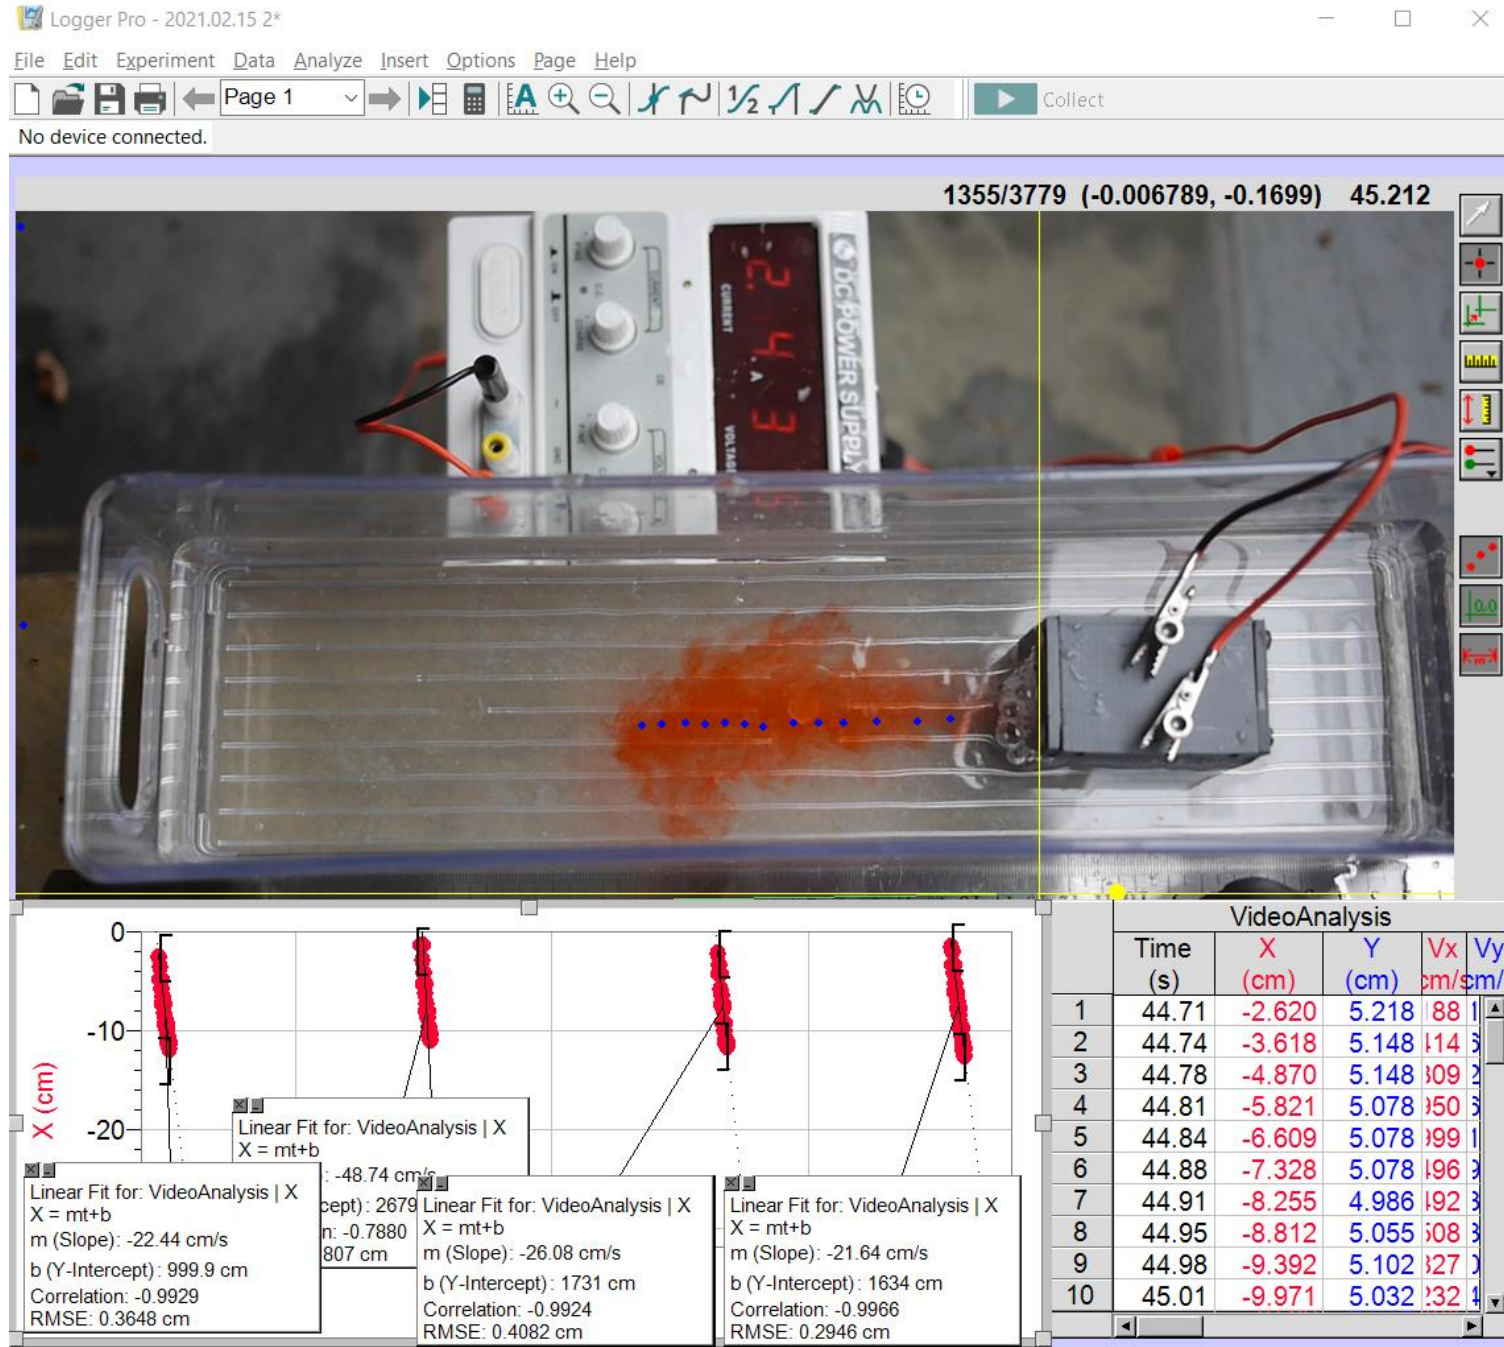 Logger Pro - 2021.02.15 2*
File Edit Experiment Data Analyze Insert Options Page Help
Page 1
Collect
No device connected.
1355/3779 (-0.006789, -0.1699) 45.212
CURRENT
2.43
A
VOLTAGE
DC POWER SUPPLY
VideoAnalysis
Time X Y Vx Vy
(s) (cm) (cm)
1 44.71 -2.620 5.218
2 44.74 -3.618 5.148
3 44.78 -4.870 5.148
4 44.81 -5.821 5.078
5 44.84 -6.609 5.078
6 44.88 -7.328 5.078
7 44.91 -8.255 4.986
8 44.95 -8.812 5.055
9 44.98 -9.392 5.102
10 45.01 -9.971 5.032
0
-10
-20
X (cm)
Linear Fit for: VideoAnalysis | X
X = mt+b
m (Slope): -22.44 cm/s
b (Y-Intercept): 999.9 cm
Correlation: -0.9929
RMSE: 0.3648 cm
Linear Fit for: VideoAnalysis | X
X = mt+b
: -48.74 cm/s
cept): 2679
n: -0.7880
807 cm
Linear Fit for: VideoAnalysis | X
X = mt+b
m (Slope): -26.08 cm/s
b (Y-Intercept): 1731 cm
Correlation: -0.9924
RMSE: 0.4082 cm
Linear Fit for: VideoAnalysis | X
X = mt+b
m (Slope): -21.64 cm/s
b (Y-Intercept): 1634 cm
Correlation: -0.9966
RMSE: 0.2946 cm